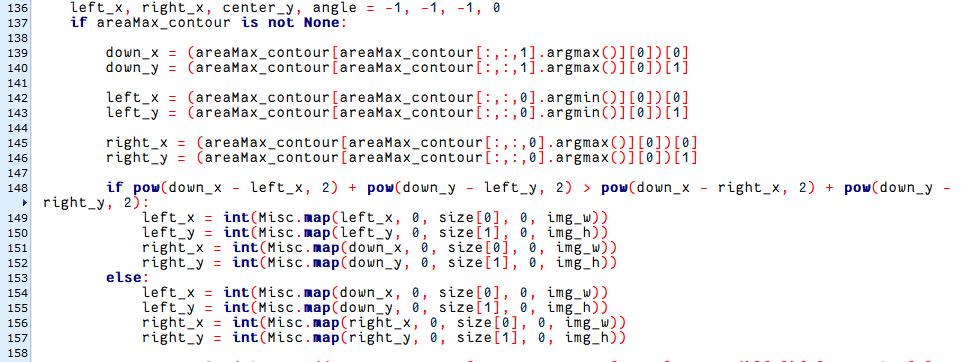 136 left_x, right_x, center_y, angle = -1, -1, -1, 0
137 if areaMax_contour is not None:
138
139 down_x = (areaMax_contour[areaMax_contour[:,:,1].argmax()][0])[0]
140 down_y = (areaMax_contour[areaMax_contour[:,:,1].argmax()][0])[1]
141
142 left_x = (areaMax_contour[areaMax_contour[:,:,0].argmin()][0])[0]
143 left_y = (areaMax_contour[areaMax_contour[:,:,0].argmin()][0])[1]
144
145 right_x = (areaMax_contour[areaMax_contour[:,:,0].argmax()][0])[0]
146 right_y = (areaMax_contour[areaMax_contour[:,:,0].argmax()][0])[1]
147
148 if pow(down_x - left_x, 2) + pow(down_y - left_y, 2) > pow(down_x - right_x, 2) + pow(down_y -
right_y, 2):
149 left_x = int(Misc.map(left_x, 0, size[0], 0, img_w))
150 left_y = int(Misc.map(left_y, 0, size[1], 0, img_h))
151 right_x = int(Misc.map(down_x, 0, size[0], 0, img_w))
152 right_y = int(Misc.map(down_y, 0, size[1], 0, img_h))
153 else:
154 left_x = int(Misc.map(down_x, 0, size[0], 0, img_w))
155 left_y = int(Misc.map(down_y, 0, size[1], 0, img_h))
156 right_x = int(Misc.map(right_x, 0, size[0], 0, img_w))
157 right_y = int(Misc.map(right_y, 0, size[1], 0, img_h))
158